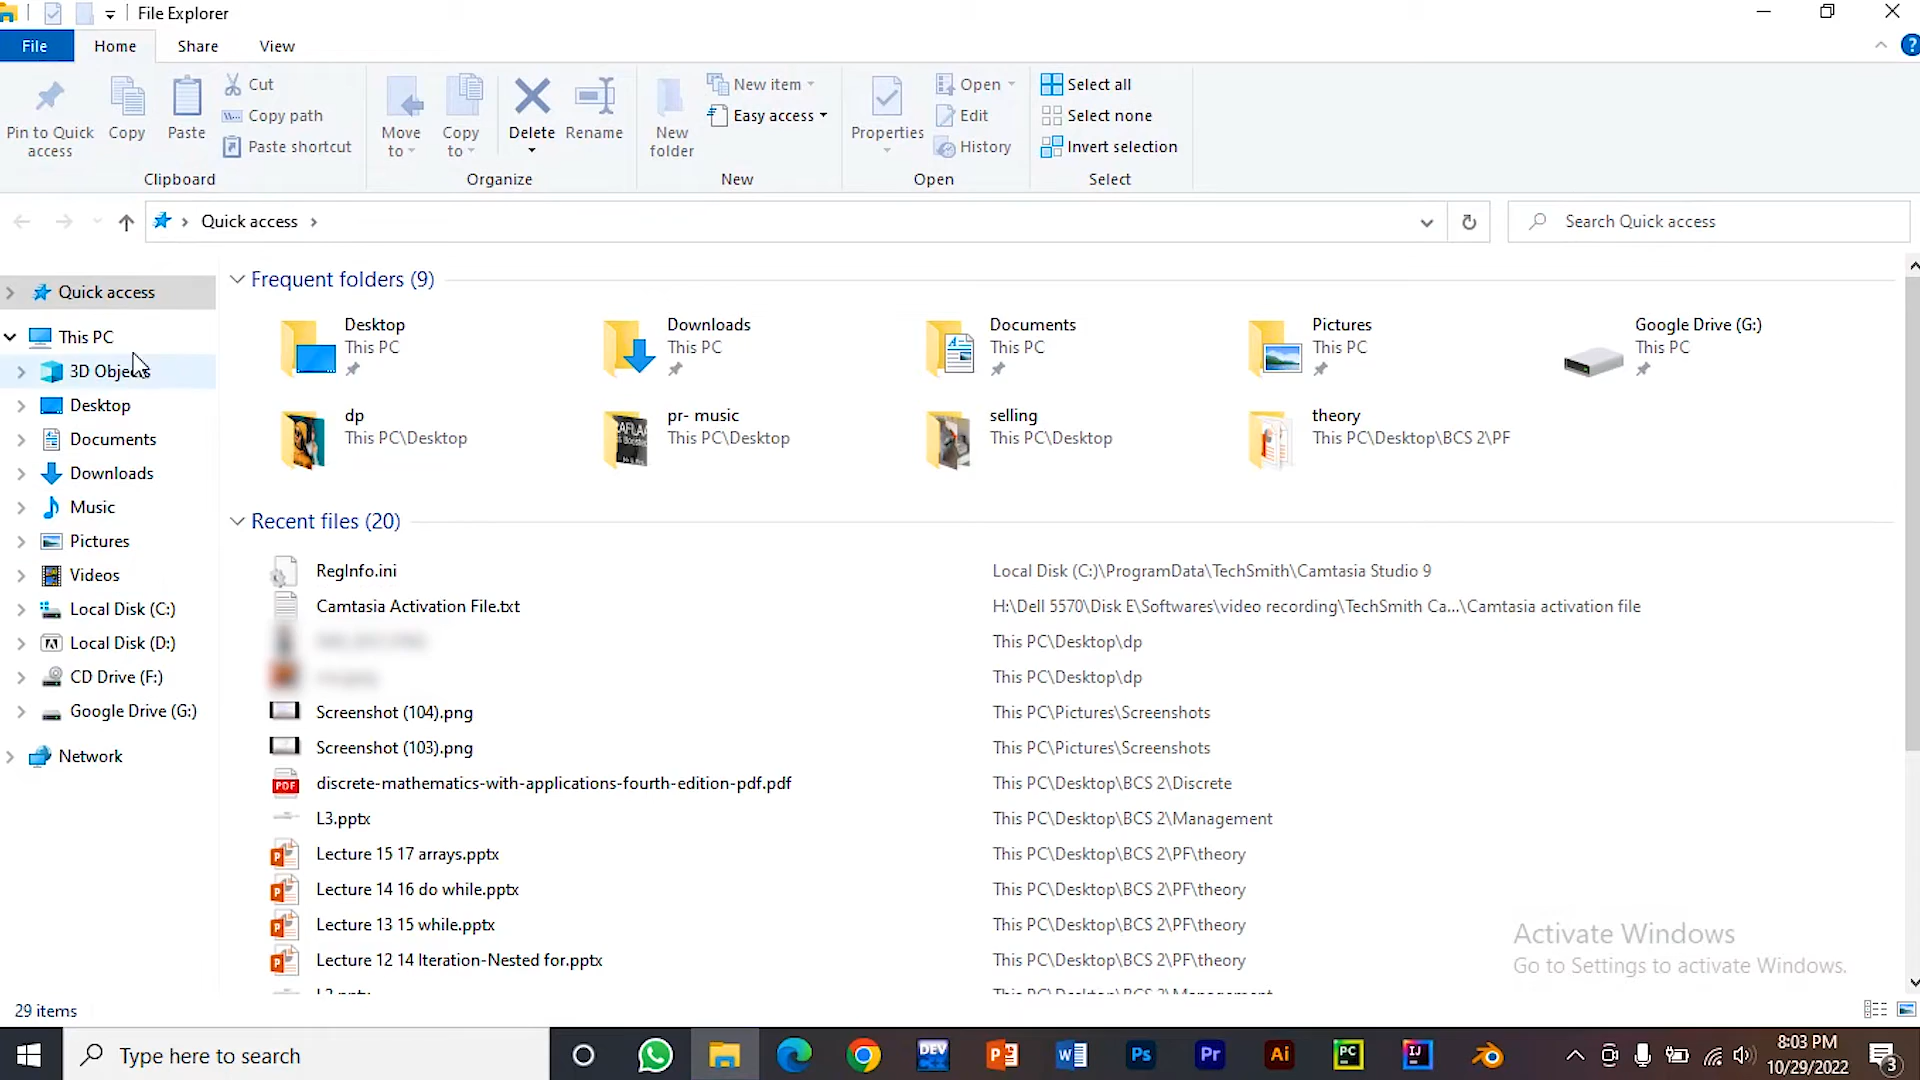 File Explorer
File Home Share View
Pin to Quick access
Copy
Paste
Cut
Copy path
Paste shortcut
Clipboard
Move to
Copy to
Delete
Rename
Organize
New folder
New item
Easy access
New
Properties
Open
Edit
History
Open
Select all
Select none
Invert selection
Select
Quick access
Search Quick access
Quick access
This PC
3D Objects
Desktop
Documents
Downloads
Music
Pictures
Videos
Local Disk (C:)
Local Disk (D:)
CD Drive (F:)
Google Drive (G:)
Network
Frequent folders (9)
Desktop
This PC
Downloads
This PC
Documents
This PC
Pictures
This PC
Google Drive (G:)
This PC
dp
This PC\Desktop
pr- music
This PC\Desktop
selling
This PC\Desktop
theory
This PC\Desktop\BCS 2\PF
Recent files (20)
RegInfo.ini Local Disk (C:)\ProgramData\TechSmith\Camtasia Studio 9
Camtasia Activation File.txt H:\Dell 5570\Disk E\Softwares\video recording\TechSmith Ca...\Camtasia activation file
This PC\Desktop\dp
This PC\Desktop\dp
Screenshot (104).png This PC\Pictures\Screenshots
Screenshot (103).png This PC\Pictures\Screenshots
discrete-mathematics-with-applications-fourth-edition-pdf.pdf This PC\Desktop\BCS 2\Discrete
L3.pptx This PC\Desktop\BCS 2\Management
Lecture 15 17 arrays.pptx This PC\Desktop\BCS 2\PF\theory
Lecture 14 16 do while.pptx This PC\Desktop\BCS 2\PF\theory
Lecture 13 15 while.pptx This PC\Desktop\BCS 2\PF\theory
Lecture 12 14 Iteration-Nested for.pptx This PC\Desktop\BCS 2\PF\theory
Activate Windows
Go to Settings to activate Windows.
29 items
Type here to search
8:03 PM
10/29/2022
3